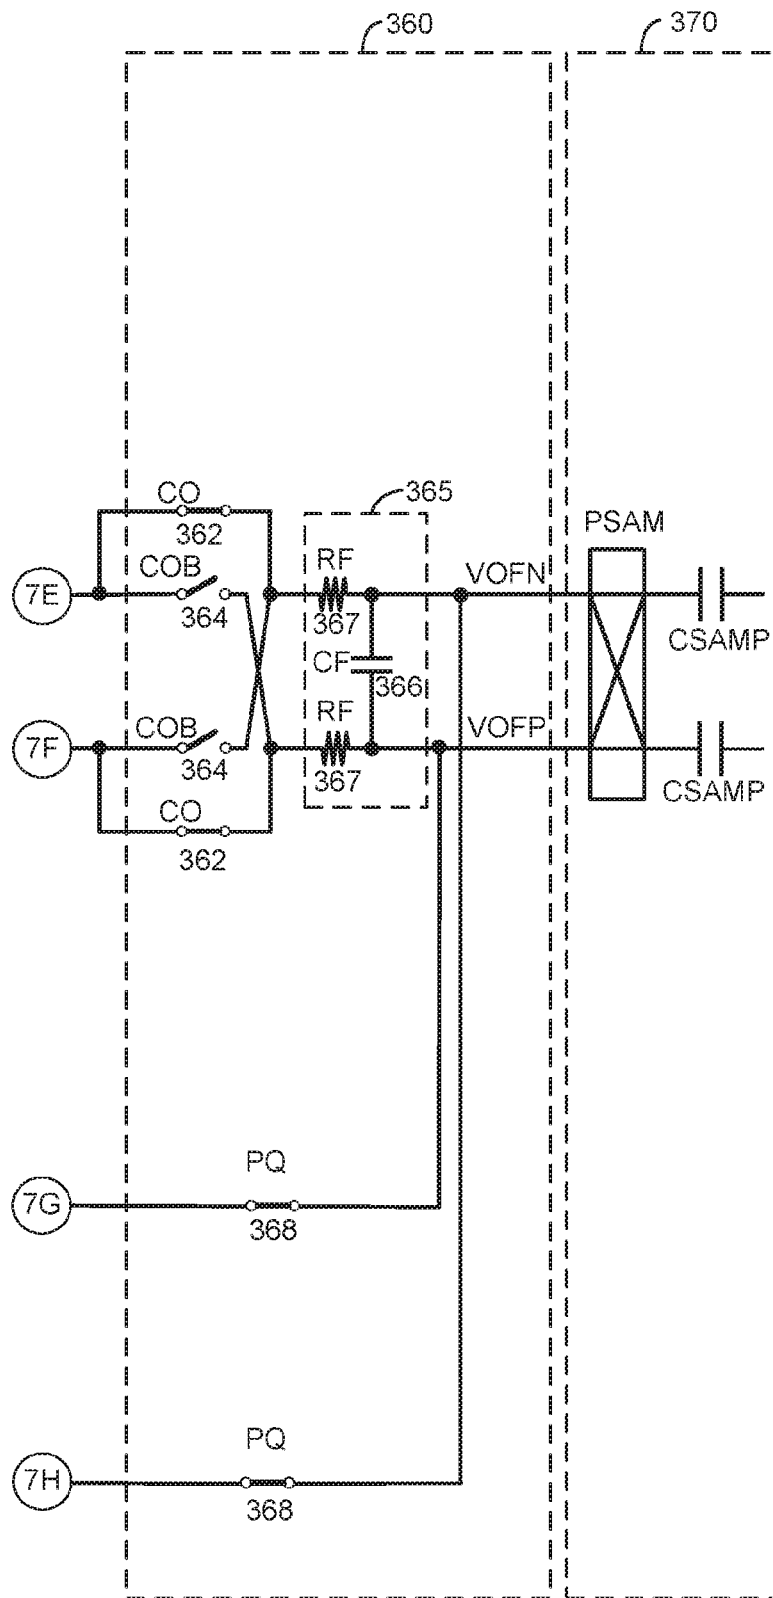 360
370
CO
362
365
PSAM
COB
7E
364
RF
367
VOFN
CSAMP
CF
366
RF
COB
7F
364
367
VOFP
CSAMP
CO
362
PQ
7G
368
PQ
7H
368